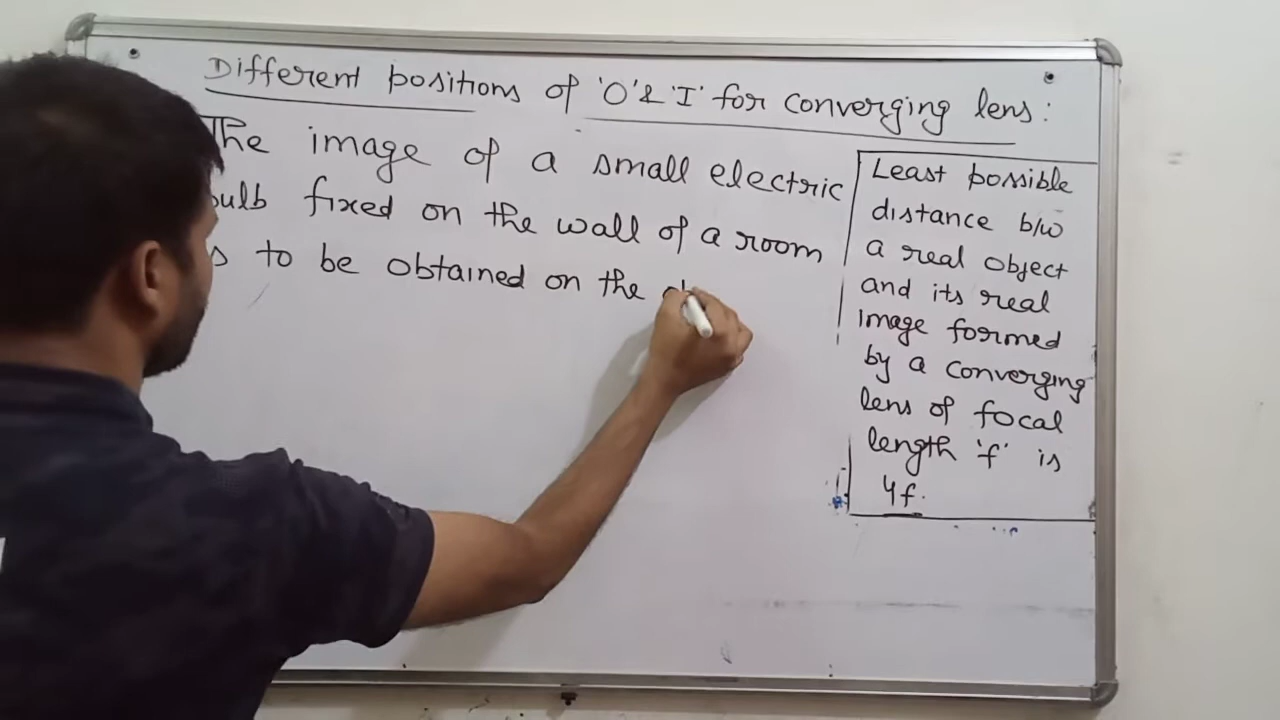 Different positions of 'O' & 'I' for converging lens :
The image of a small electric
bulb fixed on the wall of a room
is to be obtained on the
Least possible
distance b/w
a real object
and its real
image formed
by a converging
lens of focal
length 'f' is
4f.